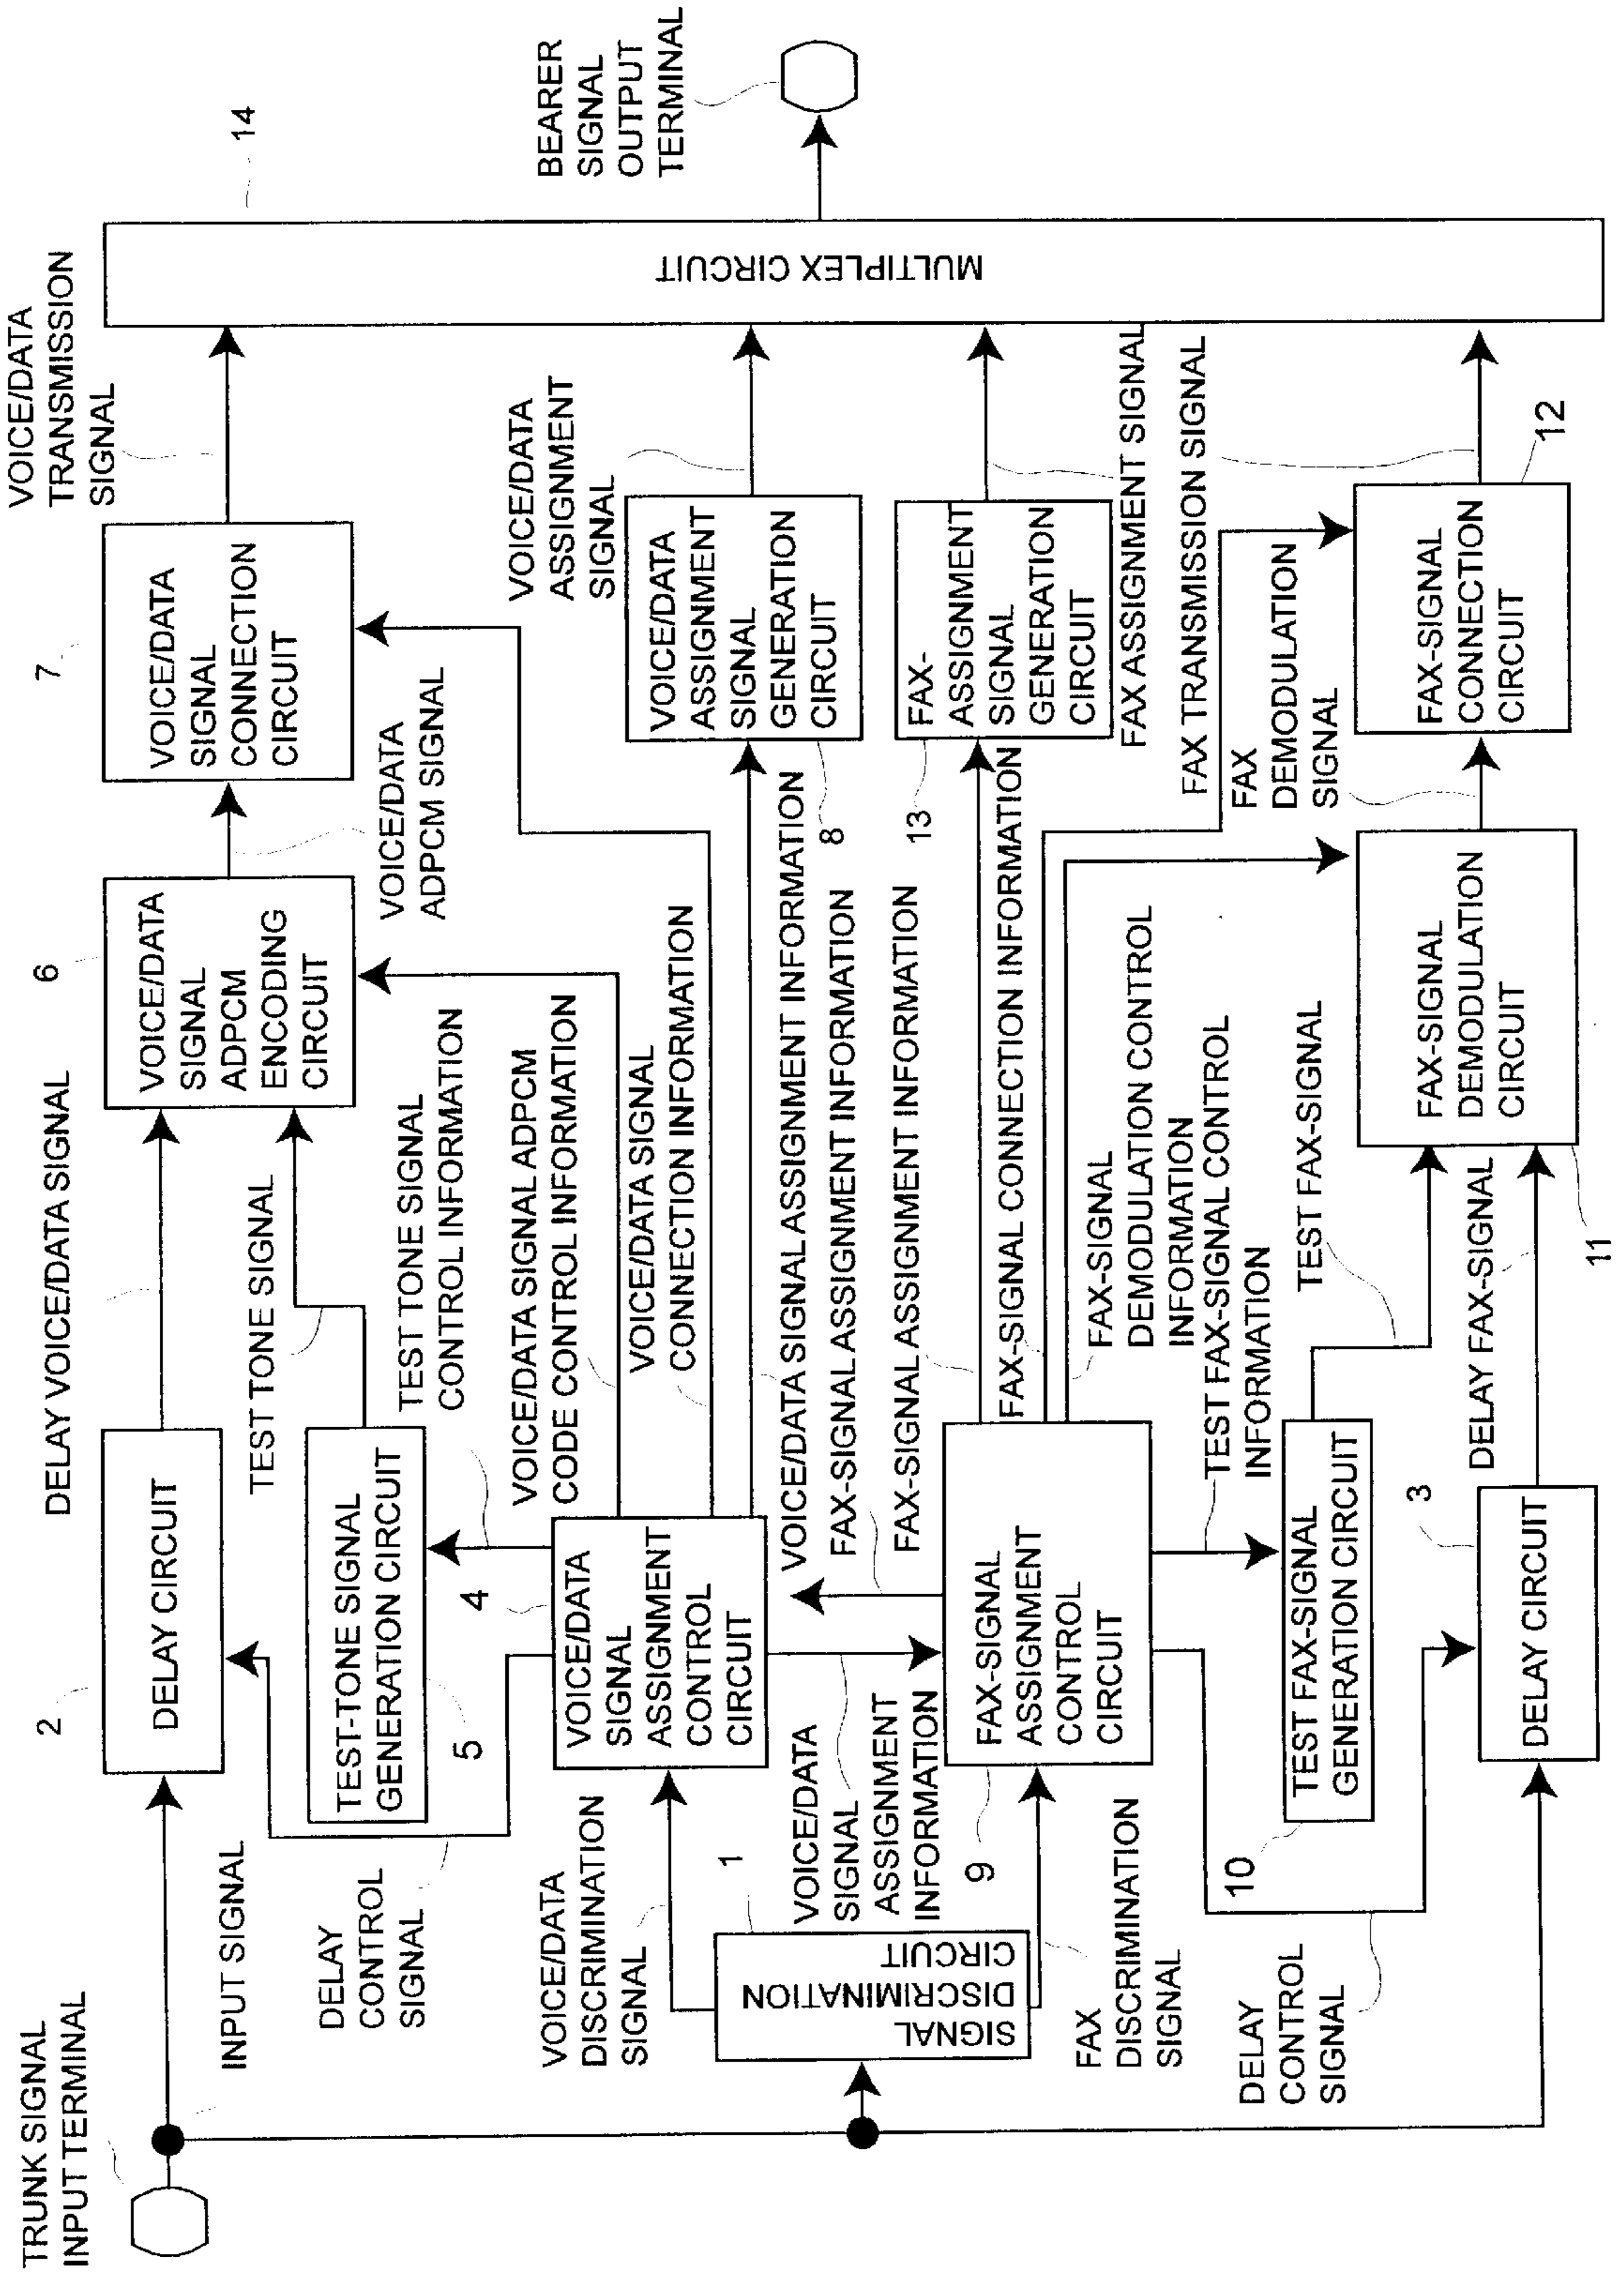 TRUNK SIGNAL
INPUT TERMINAL
INPUT SIGNAL
2
DELAY CIRCUIT
DELAY VOICE/DATA SIGNAL
DELAY
CONTROL
SIGNAL
5
TEST-TONE SIGNAL
GENERATION CIRCUIT
TEST TONE SIGNAL
6
VOICE/DATA
SIGNAL
ADPCM
ENCODING
CIRCUIT
VOICE/DATA
ADPCM SIGNAL
7
VOICE/DATA
SIGNAL
CONNECTION
CIRCUIT
VOICE/DATA
TRANSMISSION
SIGNAL
14
MULTIPLEX CIRCUIT
BEARER
SIGNAL
OUTPUT
TERMINAL
VOICE/DATA
DISCRIMINATION
SIGNAL
4
VOICE/DATA
SIGNAL
ASSIGNMENT
CONTROL
CIRCUIT
TEST TONE SIGNAL
CONTROL INFORMATION
VOICE/DATA SIGNAL ADPCM
CODE CONTROL INFORMATION
VOICE/DATA SIGNAL
CONNECTION INFORMATION
VOICE/DATA SIGNAL ASSIGNMENT INFORMATION
8
VOICE/DATA
ASSIGNMENT
SIGNAL
GENERATION
CIRCUIT
VOICE/DATA
ASSIGNMENT
SIGNAL
1
SIGNAL
DISCRIMINATION
CIRCUIT
VOICE/DATA
SIGNAL
ASSIGNMENT
INFORMATION
FAX-SIGNAL ASSIGNMENT INFORMATION
FAX-SIGNAL ASSIGNMENT INFORMATION
13
FAX-
ASSIGNMENT
SIGNAL
GENERATION
CIRCUIT
FAX ASSIGNMENT SIGNAL
FAX
DISCRIMINATION
SIGNAL
9
FAX-SIGNAL
ASSIGNMENT
CONTROL
CIRCUIT
FAX-SIGNAL CONNECTION INFORMATION
FAX-SIGNAL
DEMODULATION CONTROL
INFORMATION
TEST FAX-SIGNAL CONTROL
INFORMATION
FAX TRANSMISSION SIGNAL
DELAY
CONTROL
SIGNAL
10
TEST FAX-SIGNAL
GENERATION CIRCUIT
TEST FAX-SIGNAL
3
DELAY CIRCUIT
DELAY FAX-SIGNAL
11
FAX-SIGNAL
DEMODULATION
CIRCUIT
FAX
DEMODULATION
SIGNAL
12
FAX-SIGNAL
CONNECTION
CIRCUIT